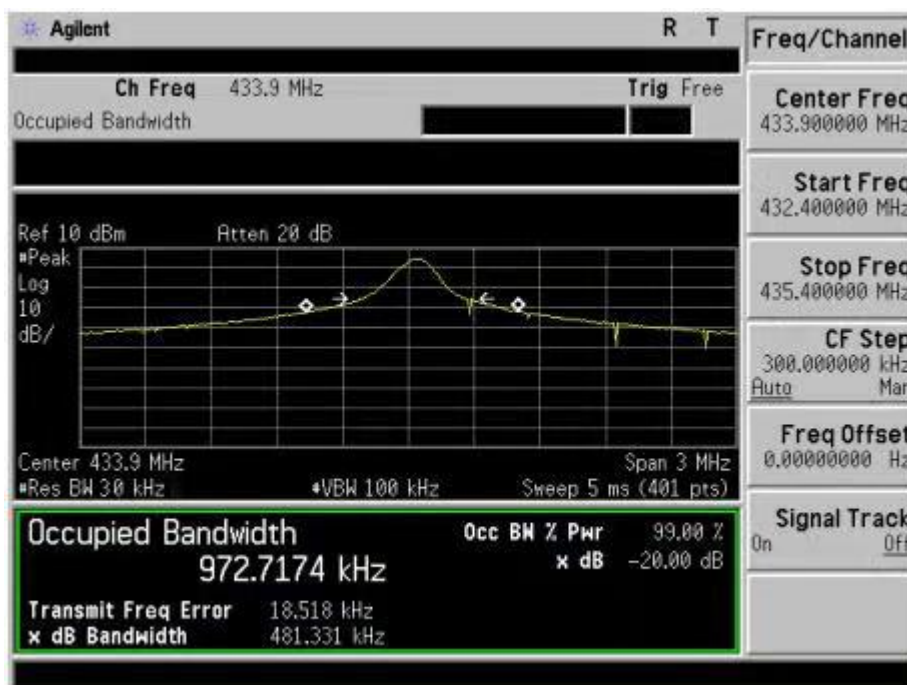 Agilent
R T
Ch Freq 433.9 MHz
Trig Free
Occupied Bandwidth
Ref 10 dBm
Atten 20 dB
#Peak
Log
10
dB/
Center 433.9 MHz
Span 3 MHz
#Res BW 30 kHz
#VBW 100 kHz
Sweep 5 ms (401 pts)
Occupied Bandwidth
972.7174 kHz
Occ BW % Pwr 99.00 %
x dB -20.00 dB
Transmit Freq Error 18.518 kHz
x dB Bandwidth 481.331 kHz
Freq/Channel
Center Freq
433.900000 MHz
Start Freq
432.400000 MHz
Stop Freq
435.400000 MHz
CF Step
300.000000 kHz
Auto Man
Freq Offset
0.00000000 Hz
Signal Track
On Off